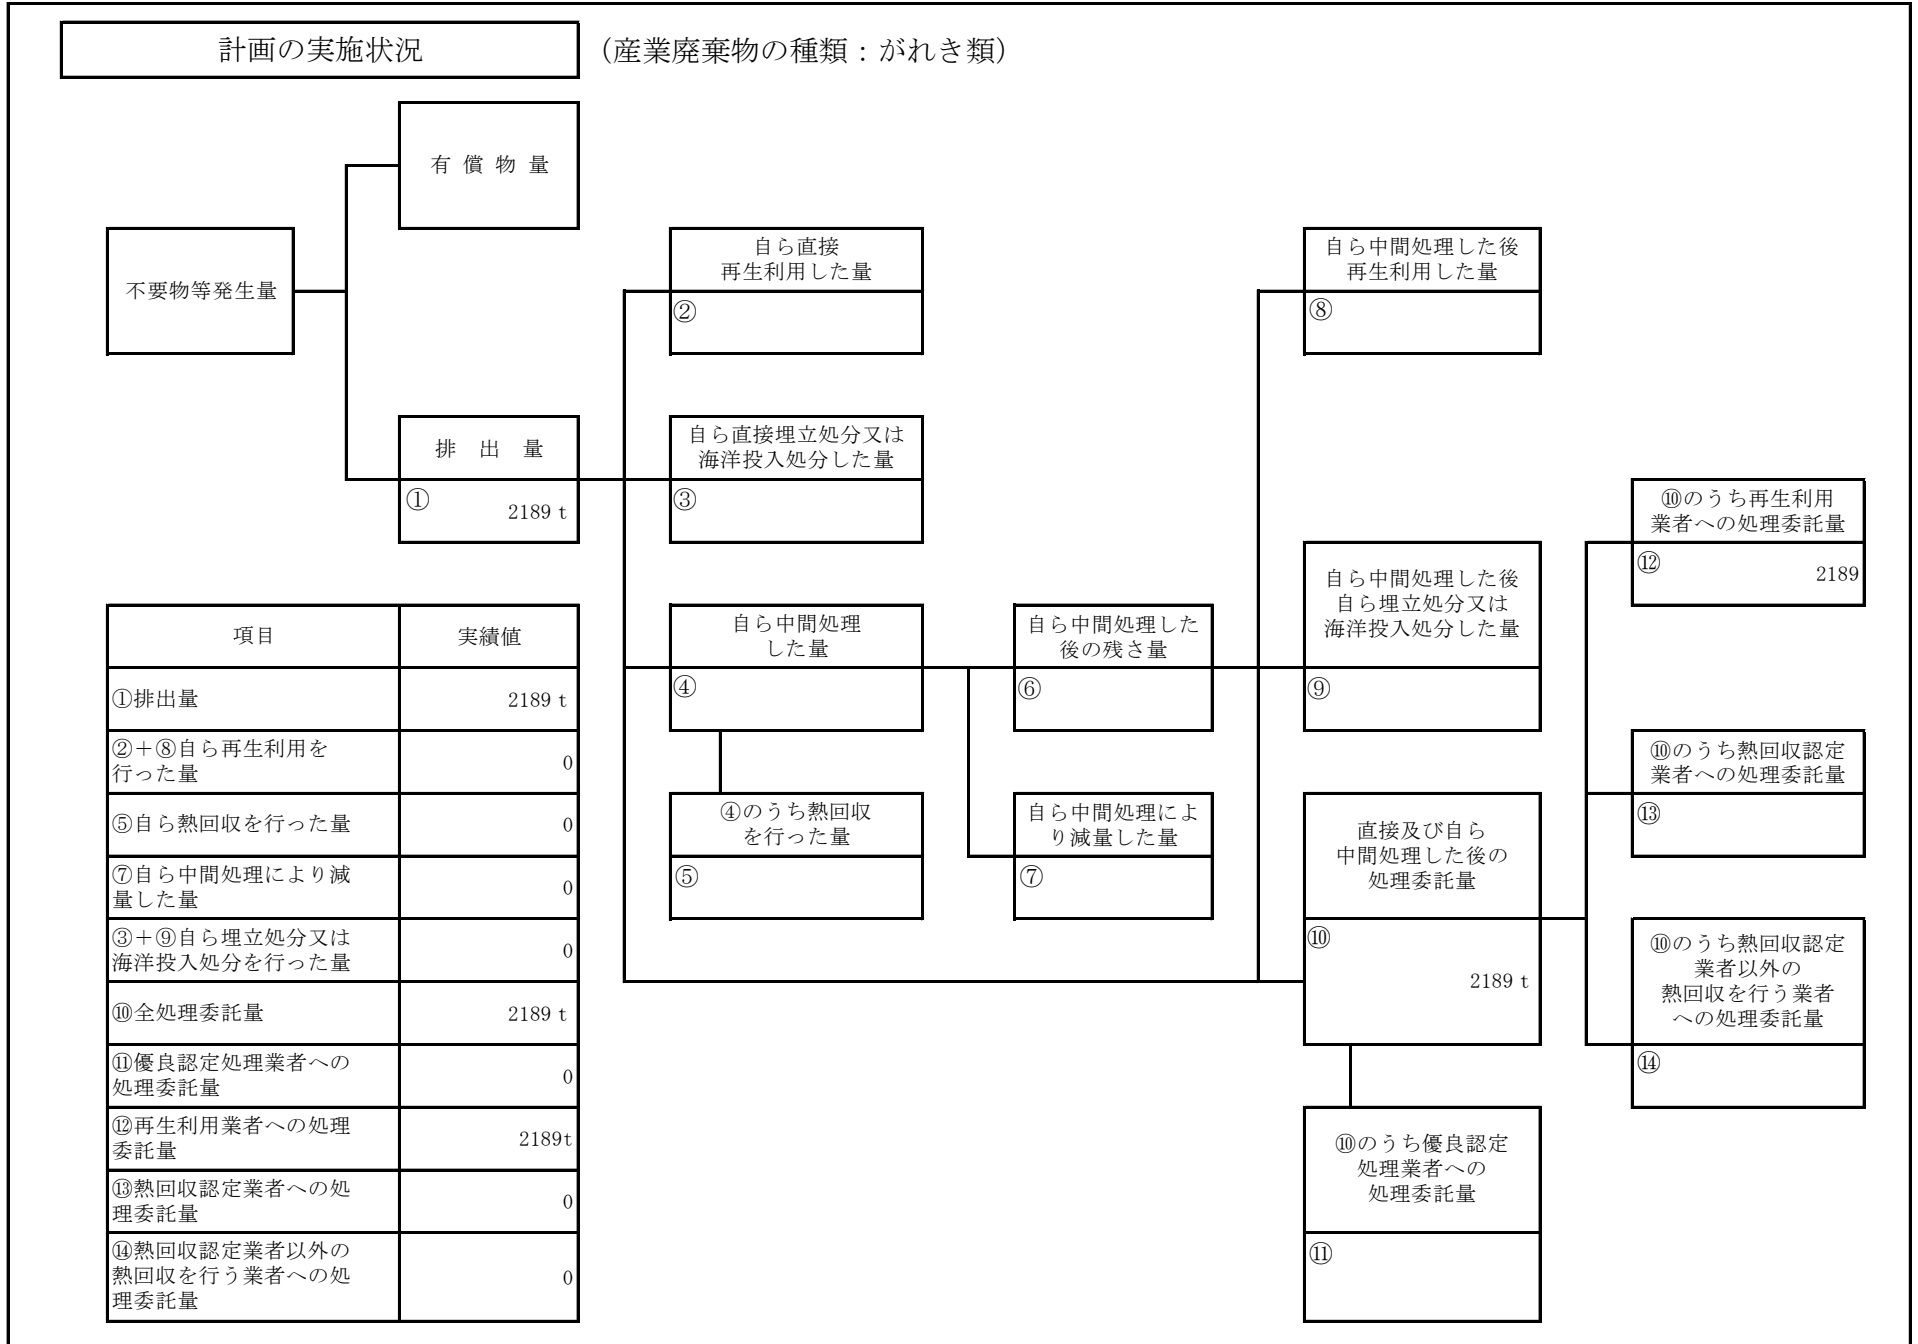 計画の実施状況
（産業廃棄物の種類：がれき類）
有 償 物 量
不要物等発生量
自ら直接
再生利用した量
②
自ら中間処理した後
再生利用した量
⑧
排 出 量
①
2189 t
自ら直接埋立処分又は
海洋投入処分した量
③
⑩のうち再生利用
業者への処理委託量
⑫
2189
自ら中間処理した後
自ら埋立処分又は
海洋投入処分した量
⑨
自ら中間処理
した量
④
自ら中間処理した
後の残さ量
⑥
④のうち熱回収
を行った量
⑤
自ら中間処理によ
り減量した量
⑦
直接及び自ら
中間処理した後の
処理委託量
⑩
2189 t
⑩のうち熱回収認定
業者への処理委託量
⑬
⑩のうち熱回収認定
業者以外の
熱回収を行う業者
への処理委託量
⑭
⑩のうち優良認定
処理業者への
処理委託量
⑪
項目 実績値
①排出量 2189 t
②＋⑧自ら再生利用を
行った量 0
⑤自ら熱回収を行った量 0
⑦自ら中間処理により減
量した量 0
③＋⑨自ら埋立処分又は
海洋投入処分を行った量 0
⑩全処理委託量 2189 t
⑪優良認定処理業者への
処理委託量 0
⑫再生利用業者への処理
委託量 2189t
⑬熱回収認定業者への処
理委託量 0
⑭熱回収認定業者以外の
熱回収を行う業者への処 0
理委託量